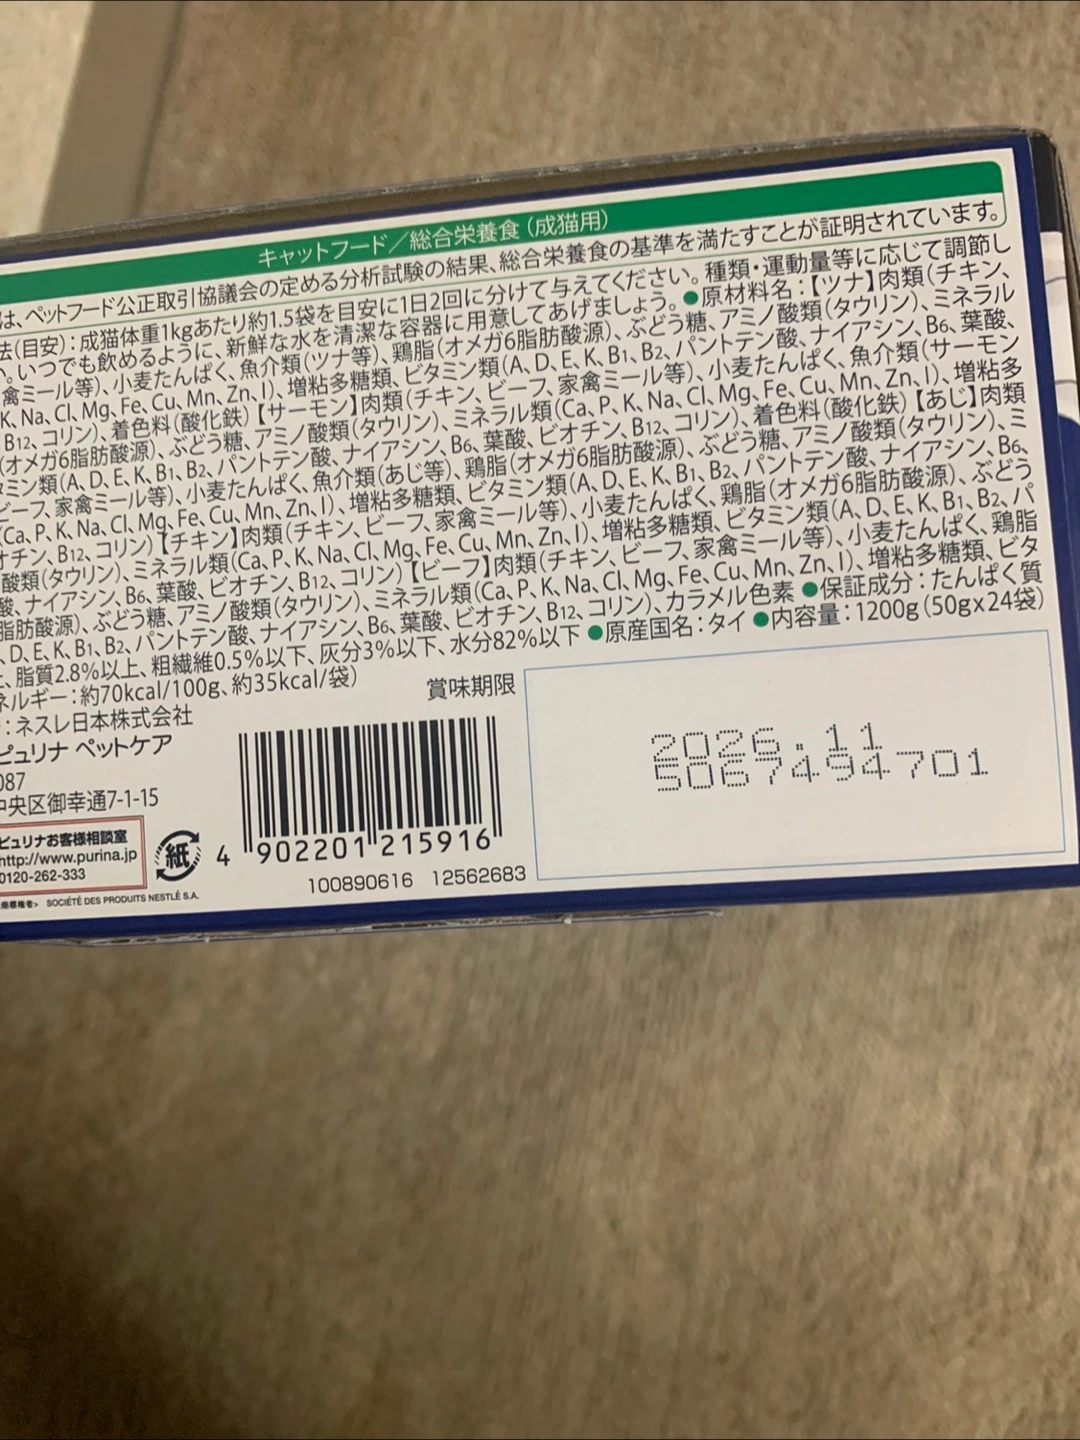 キャットフード／総合栄養食（成猫用）
は、ペットフード公正取引協議会の定める分析試験の結果、総合栄養食の基準を満たすことが証明されています。
法(目安)：成猫体重1kgあたり約1.5袋を目安に1日2回に分けて与えてください。種類・運動量等に応じて調節し
い。いつでも飲めるように、新鮮な水を清潔な容器に用意してあげましょう。●原材料名：【ツナ】肉類（チキン、
禽ミール等）、小麦たんぱく、魚介類（ツナ等）、鶏脂（オメガ6脂肪酸源）、ぶどう糖、アミノ酸類（タウリン）、ミネラル
K、Na、Cl、Mg、Fe、Cu、Mn、Zn、I）、増粘多糖類、ビタミン類（A、D、E、K、B1、B2、パントテン酸、ナイアシン、B6、葉酸、
B12、コリン）、着色料（酸化鉄）【サーモン】肉類（チキン、ビーフ、家禽ミール等）、小麦たんぱく、魚介類（サーモン
（オメガ6脂肪酸源）、ぶどう糖、アミノ酸類（タウリン）、ミネラル類（Ca、P、K、Na、Cl、Mg、Fe、Cu、Mn、Zn、I）、増粘多
ミン類（A、D、E、K、B1、B2、パントテン酸、ナイアシン、B6、葉酸、ビオチン、B12、コリン）、着色料（酸化鉄）【あじ】肉類
ビーフ、家禽ミール等）、小麦たんぱく、魚介類（あじ等）、鶏脂（オメガ6脂肪酸源）、ぶどう糖、アミノ酸類（タウリン）、ミ
（Ca、P、K、Na、Cl、Mg、Fe、Cu、Mn、Zn、I）、増粘多糖類、ビタミン類（A、D、E、K、B1、B2、パントテン酸、ナイアシン、B6、
オチン、B12、コリン）【チキン】肉類（チキン、ビーフ、家禽ミール等）、小麦たんぱく、鶏脂（オメガ6脂肪酸源）、ぶどう
酸類（タウリン）、ミネラル類（Ca、P、K、Na、Cl、Mg、Fe、Cu、Mn、Zn、I）、増粘多糖類、ビタミン類（A、D、E、K、B1、B2、パ
酸、ナイアシン、B6、葉酸、ビオチン、B12、コリン）【ビーフ】肉類（チキン、ビーフ、家禽ミール等）、小麦たんぱく、鶏脂
脂肪酸源）、ぶどう糖、アミノ酸類（タウリン）、ミネラル類（Ca、P、K、Na、Cl、Mg、Fe、Cu、Mn、Zn、I）、増粘多糖類、ビタ
、D、E、K、B1、B2、パントテン酸、ナイアシン、B6、葉酸、ビオチン、B12、コリン）、カラメル色素 ●保証成分：たんぱく質
、脂質2.8%以上、粗繊維0.5%以下、灰分3%以下、水分82%以下 ●原産国名：タイ ●内容量：1200g（50g×24袋）
ネルギー：約70kcal/100g、約35kcal/袋）
賞味期限
：ネスレ日本株式会社
ピュリナ ペットケア
087
中央区御幸通7-1-15
ピュリナお客様相談室
http://www.purina.jp
0120-262-333
紙
商標権者> SOCIÉTÉ DES PRODUITS NESTLÉ S.A.
4 902201 215916
100890616 12562683
2026.11
5067494701